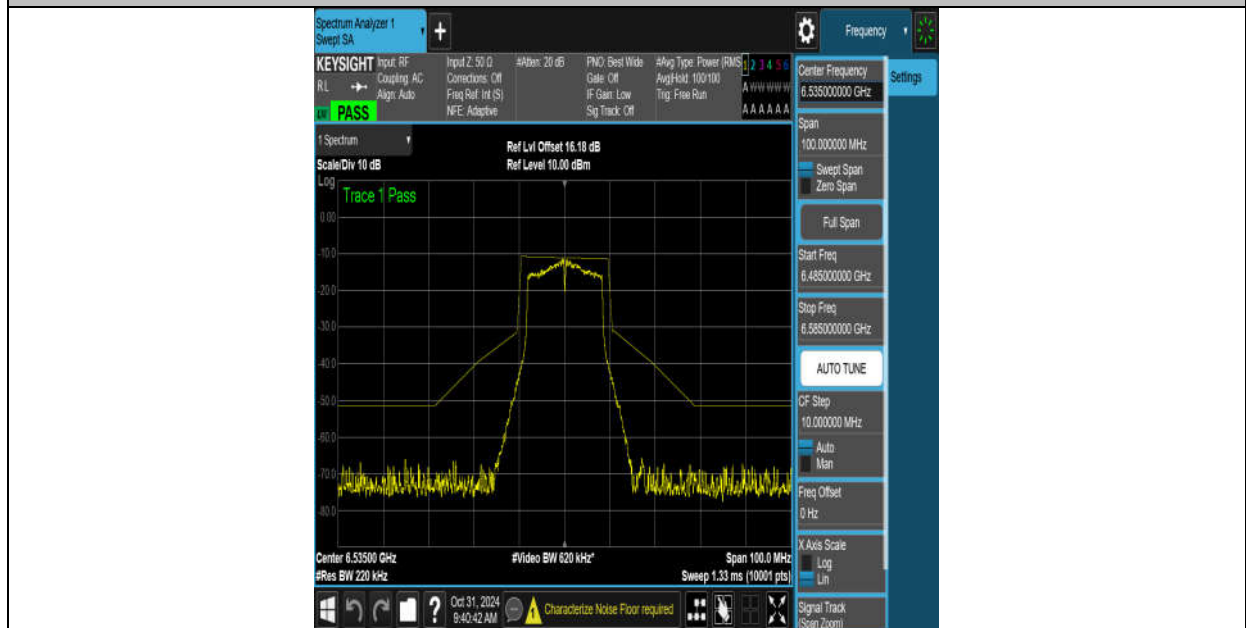 Spectrum Analyzer 1
Swept SA
+
Frequency
KEYSIGHT
RL
PASS
Input: RF
Coupling: AC
Align: Auto
Input Z: 50 Ω
Corrections: Off
Freq Ref: Int (S)
NFE: Adaptive
#Atten: 20 dB
PNO: Best Wide
Gate: Off
IF Gain: Low
Sig Track: Off
#Avg Type: Power (RMS
Avg|Hold: 100/100
Trig: Free Run
1 2 3 4 5 6
A W W W W W
A A A A A A
1 Spectrum
Scale/Div 10 dB
Ref Lvl Offset 16.18 dB
Ref Level 10.00 dBm
Log
Trace 1 Pass
0.00
-10.0
-20.0
-30.0
-40.0
-50.0
-60.0
-70.0
-80.0
Center 6.53500 GHz
#Res BW 220 kHz
#Video BW 620 kHz*
Span 100.0 MHz
Sweep 1.33 ms (10001 pts)
?
Oct 31, 2024
9:40:42 AM
Characterize Noise Floor required
Center Frequency
6.535000000 GHz
Settings
Span
100.000000 MHz
Swept Span
Zero Span
Full Span
Start Freq
6.485000000 GHz
Stop Freq
6.585000000 GHz
AUTO TUNE
CF Step
10.000000 MHz
Auto
Man
Freq Offset
0 Hz
X Axis Scale
Log
Lin
Signal Track
(Span Zoom)